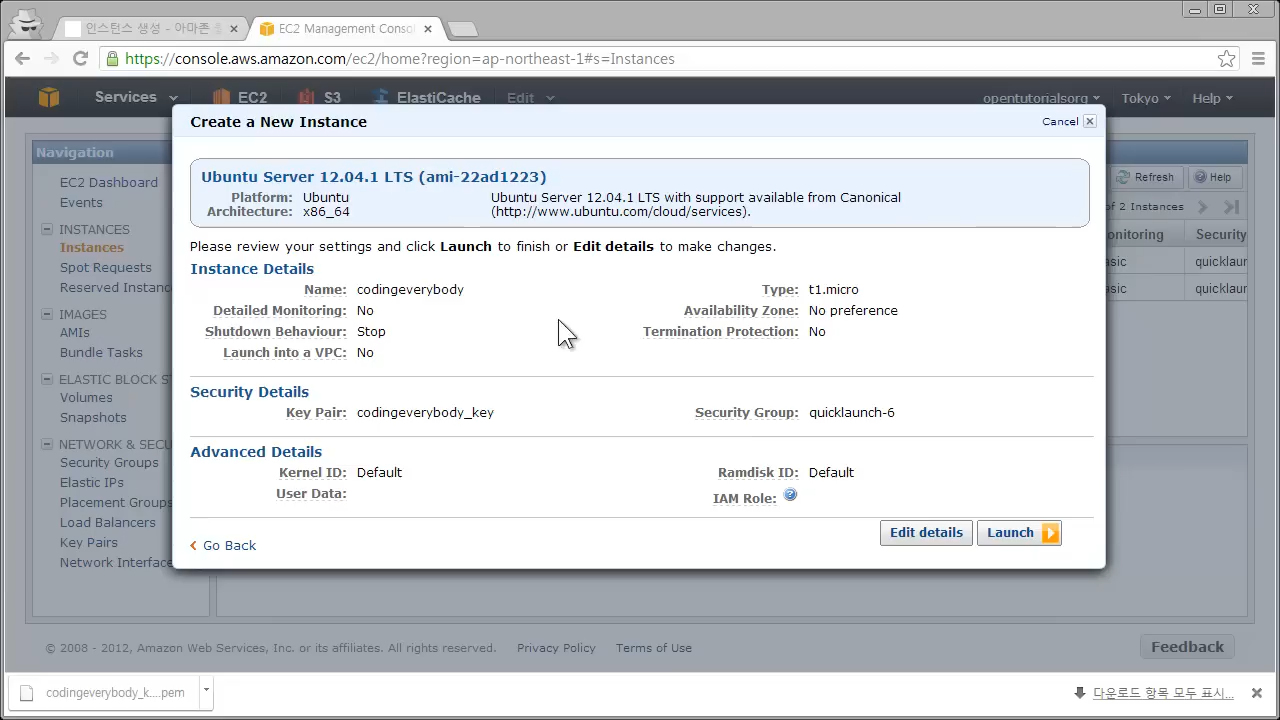 인스턴스 생성 - 아마존
EC2 Management Conso
https://console.aws.amazon.com/ec2/home?region=ap-northeast-1#s=Instances
Services EC2 S3 ElastiCache Edit opentutorialsorg Tokyo Help
Create a New Instance Cancel
Navigation
EC2 Dashboard
Events
INSTANCES
Instances
Spot Requests
Reserved Instanc
IMAGES
AMIs
Bundle Tasks
ELASTIC BLOCK S
Volumes
Snapshots
NETWORK & SECU
Security Groups
Elastic IPs
Placement Groups
Load Balancers
Key Pairs
Network Interface
Ubuntu Server 12.04.1 LTS (ami-22ad1223)
Platform: Ubuntu
Architecture: x86_64
Ubuntu Server 12.04.1 LTS with support available from Canonical
(http://www.ubuntu.com/cloud/services).
Please review your settings and click Launch to finish or Edit details to make changes.
Instance Details
Name: codingeverybody Type: t1.micro
Detailed Monitoring: No Availability Zone: No preference
Shutdown Behaviour: Stop Termination Protection: No
Launch into a VPC: No
Security Details
Key Pair: codingeverybody_key Security Group: quicklaunch-6
Advanced Details
Kernel ID: Default Ramdisk ID: Default
User Data: IAM Role:
Go Back Edit details Launch
Refresh Help
of 2 Instances
onitoring Security
asic quicklaur
asic quicklaur
© 2008 - 2012, Amazon Web Services, Inc. or its affiliates. All rights reserved. Privacy Policy Terms of Use Feedback
codingeverybody_k....pem 다운로드 항목 모두 표시...